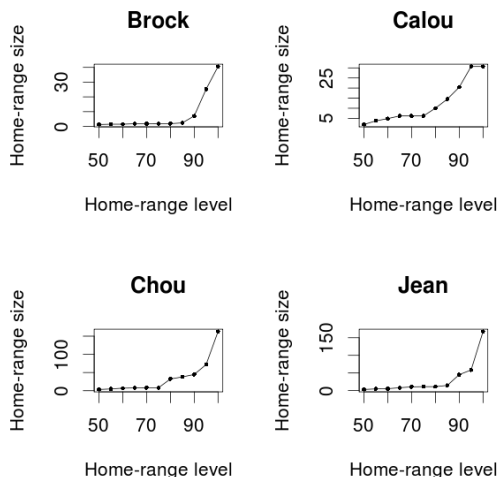 Brock
Home-range size
0 30
50 70 90
Home-range level
Calou
Home-range size
5 25
50 70 90
Home-range level
Chou
Home-range size
0 100
50 70 90
Home-range level
Jean
Home-range size
0 150
50 70 90
Home-range level